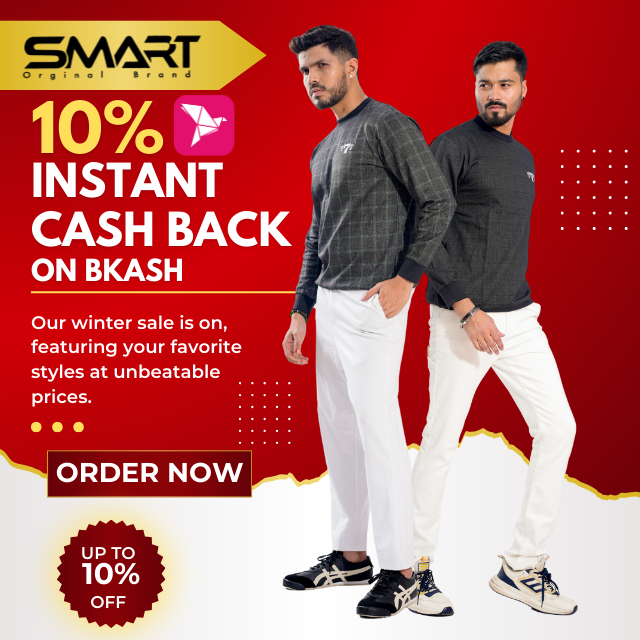 SMART
Orginal Brand
10%
INSTANT
CASH BACK
ON BKASH
Our winter sale is on,
featuring your favorite
styles at unbeatable
prices.
ORDER NOW
UP TO
10%
OFF